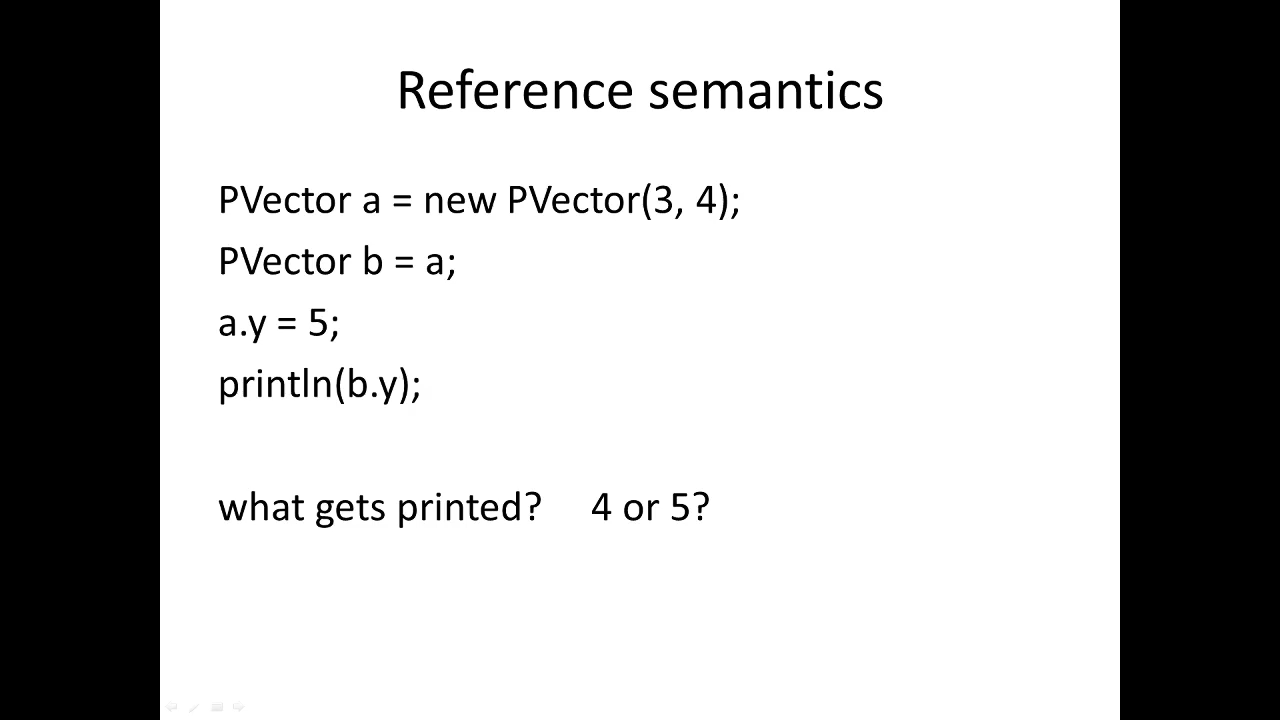 Reference semantics
PVector a = new PVector(3, 4);
PVector b = a;
a.y = 5;
println(b.y);
what gets printed? 4 or 5?